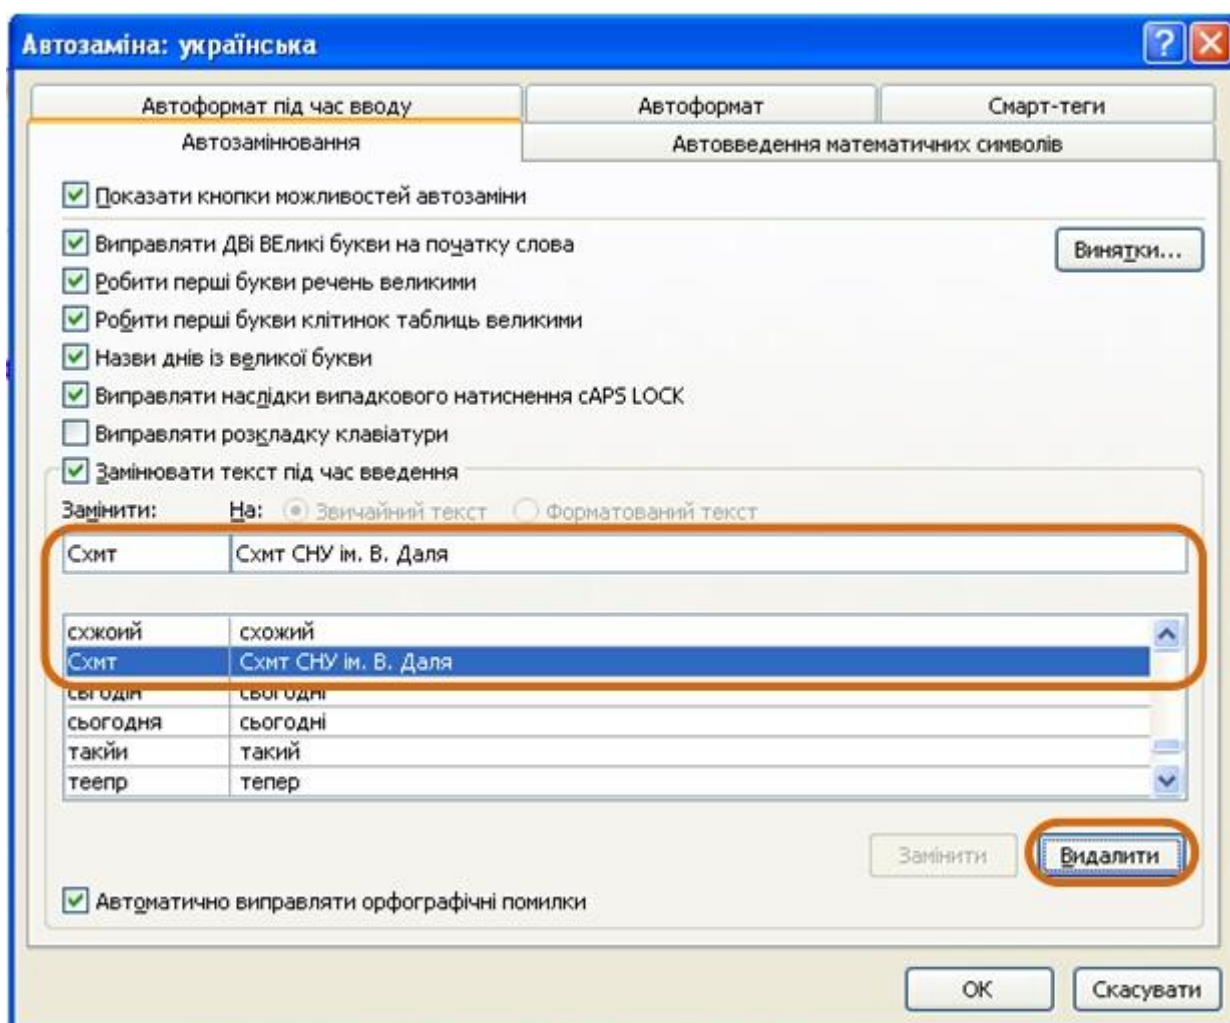 Автозаміна: українська
?
Автоформат під час вводу Автоформат Смарт-теги
Автозамінювання Автовведення математичних символів
Показати кнопки можливостей автозаміни
Виправляти ДВі ВЕликі букви на початку слова
Винятки...
Робити перші букви речень великими
Робити перші букви клітинок таблиць великими
Назви днів із великої букви
Виправляти наслідки випадкового натиснення cAPS LOCK
Виправляти розкладку клавіатури
Замінювати текст під час введення
Замінити: На: Звичайний текст Форматований текст
Схмт Схмт СНУ ім. В. Даля
схжоий схожий
Схмт Схмт СНУ ім. В. Даля
свгодін сьогодні
сьогодня сьогодні
такйи такий
теепр тепер
Замінити Видалити
Автоматично виправляти орфографічні помилки
ОК Скасувати